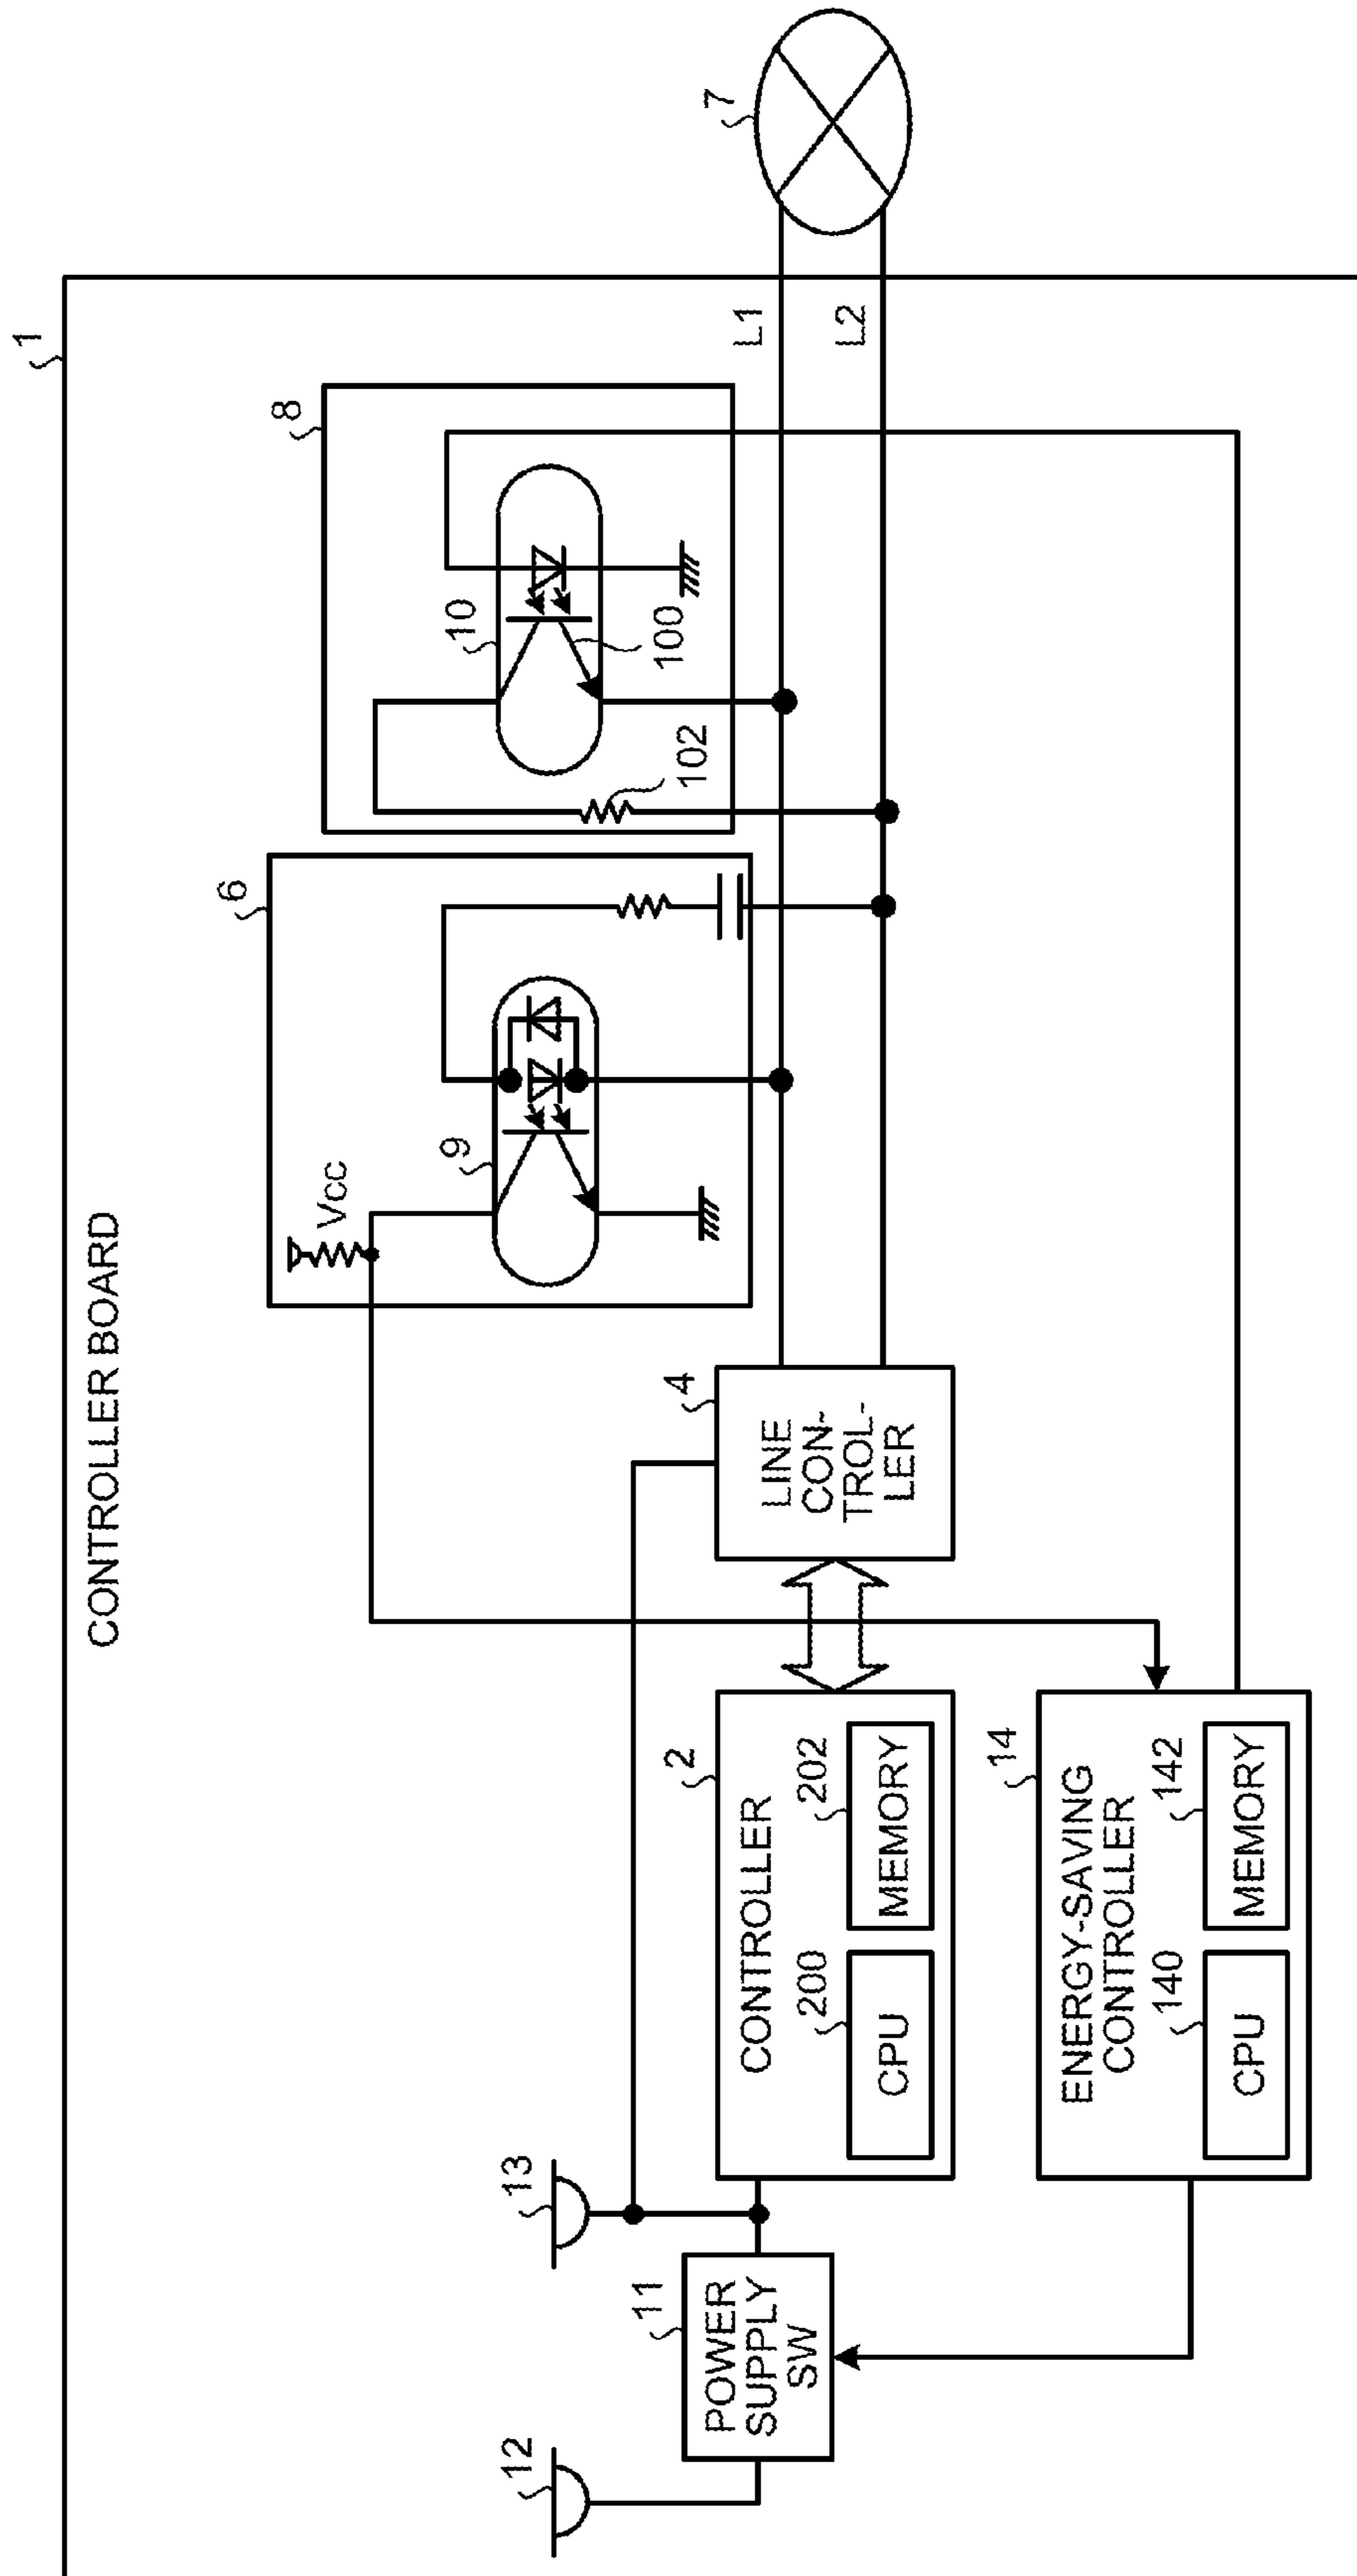 1
CONTROLLER BOARD
6
8
Vcc
9
10
100
102
7
L1
L2
12
13
11
POWER
SUPPLY
SW
2
CONTROLLER
200
202
CPU
MEMORY
4
LINE
CON-
TROL-
LER
14
ENERGY-SAVING
CONTROLLER
140
142
CPU
MEMORY